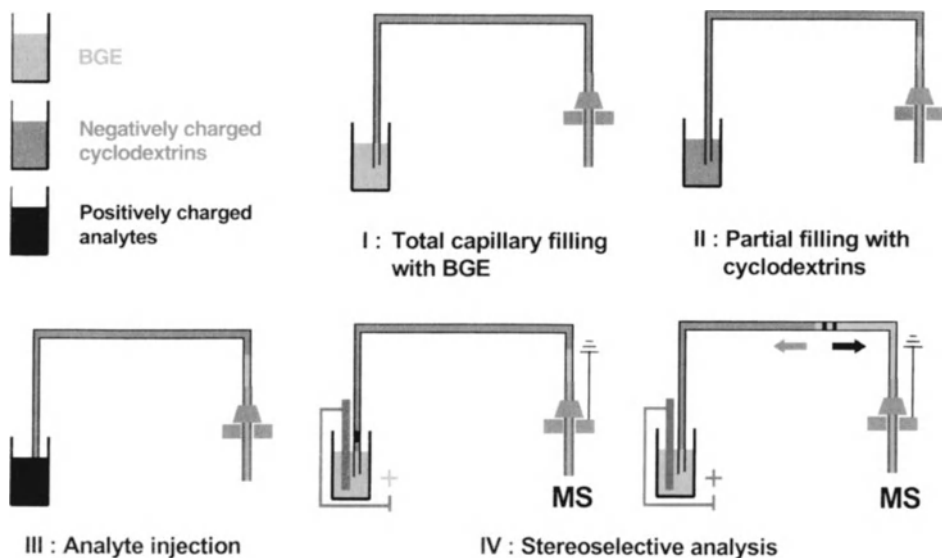 BGE
Negatively charged
cyclodextrins
Positively charged
analytes
I : Total capillary filling
with BGE
II : Partial filling with
cyclodextrins
III : Analyte injection
+
MS
+
MS
IV : Stereoselective analysis